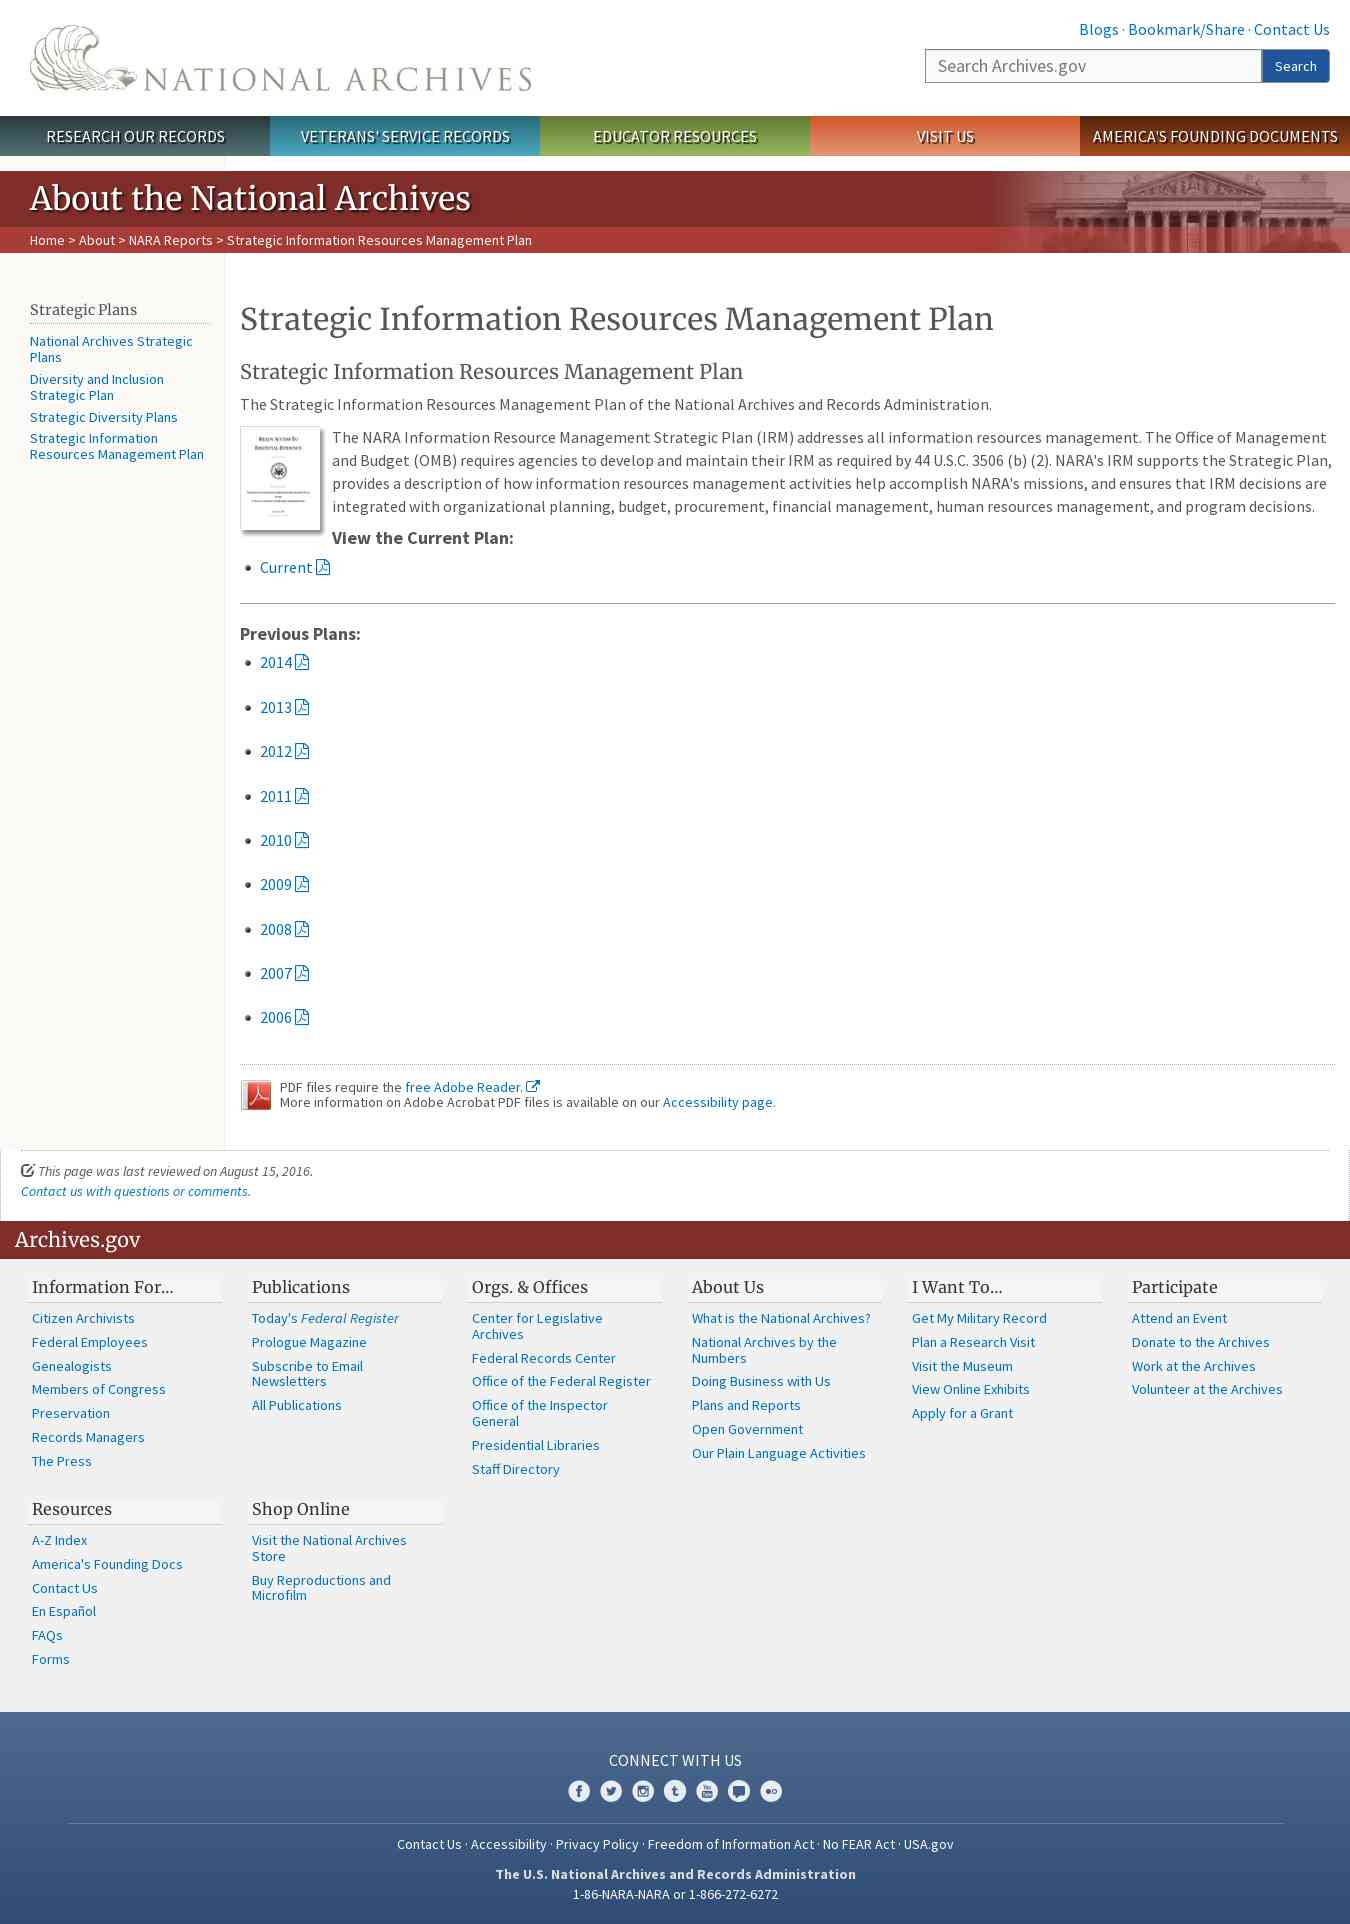 NATIONAL ARCHIVES
Blogs · Bookmark/Share · Contact Us
Search Archives.gov
Search
RESEARCH OUR RECORDS
VETERANS' SERVICE RECORDS
EDUCATOR RESOURCES
VISIT US
AMERICA'S FOUNDING DOCUMENTS
About the National Archives
Home > About > NARA Reports > Strategic Information Resources Management Plan
Strategic Plans
National Archives Strategic
Plans
Diversity and Inclusion
Strategic Plan
Strategic Diversity Plans
Strategic Information
Resources Management Plan
Strategic Information Resources Management Plan
Strategic Information Resources Management Plan
The Strategic Information Resources Management Plan of the National Archives and Records Administration.
READY ACCESS TO
ESSENTIAL EVIDENCE
The NARA Information Resource Management Strategic Plan (IRM) addresses all information resources management. The Office of Management
and Budget (OMB) requires agencies to develop and maintain their IRM as required by 44 U.S.C. 3506 (b) (2). NARA's IRM supports the Strategic Plan,
provides a description of how information resources management activities help accomplish NARA's missions, and ensures that IRM decisions are
integrated with organizational planning, budget, procurement, financial management, human resources management, and program decisions.
View the Current Plan:
Current
Previous Plans:
2014
2013
2012
2011
2010
2009
2008
2007
2006
PDF files require the free Adobe Reader.
More information on Adobe Acrobat PDF files is available on our Accessibility page.
This page was last reviewed on August 15, 2016.
Contact us with questions or comments.
Archives.gov
Information For…
Citizen Archivists
Federal Employees
Genealogists
Members of Congress
Preservation
Records Managers
The Press
Publications
Today's Federal Register
Prologue Magazine
Subscribe to Email
Newsletters
All Publications
Orgs. & Offices
Center for Legislative
Archives
Federal Records Center
Office of the Federal Register
Office of the Inspector
General
Presidential Libraries
Staff Directory
About Us
What is the National Archives?
National Archives by the
Numbers
Doing Business with Us
Plans and Reports
Open Government
Our Plain Language Activities
I Want To…
Get My Military Record
Plan a Research Visit
Visit the Museum
View Online Exhibits
Apply for a Grant
Participate
Attend an Event
Donate to the Archives
Work at the Archives
Volunteer at the Archives
Resources
A-Z Index
America's Founding Docs
Contact Us
En Español
FAQs
Forms
Shop Online
Visit the National Archives
Store
Buy Reproductions and
Microfilm
CONNECT WITH US
Contact Us · Accessibility · Privacy Policy · Freedom of Information Act · No FEAR Act · USA.gov
The U.S. National Archives and Records Administration
1-86-NARA-NARA or 1-866-272-6272